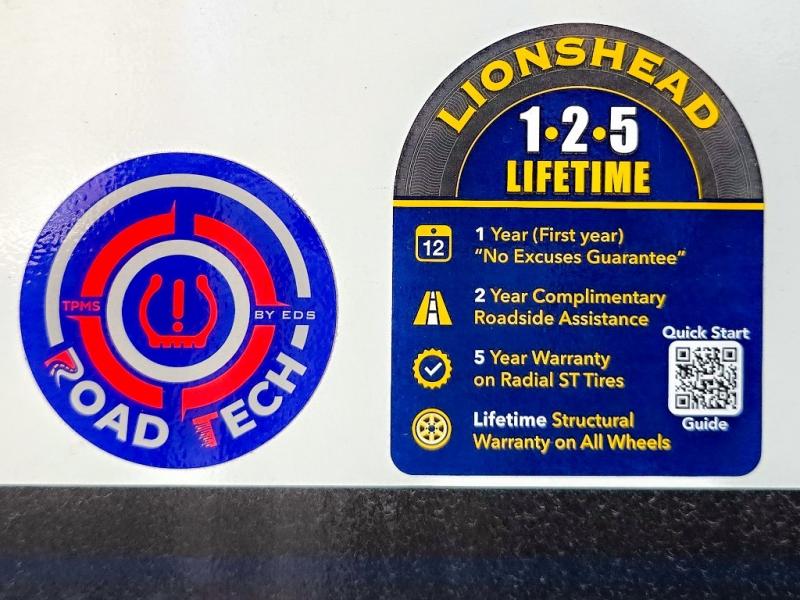 TPMS
BY EDS
ROAD TECH
LIONSHEAD
1•2•5
LIFETIME
12
1 Year (First year)
"No Excuses Guarantee"
2 Year Complimentary
Roadside Assistance
5 Year Warranty
on Radial ST Tires
Lifetime Structural
Warranty on All Wheels
Quick Start
Guide